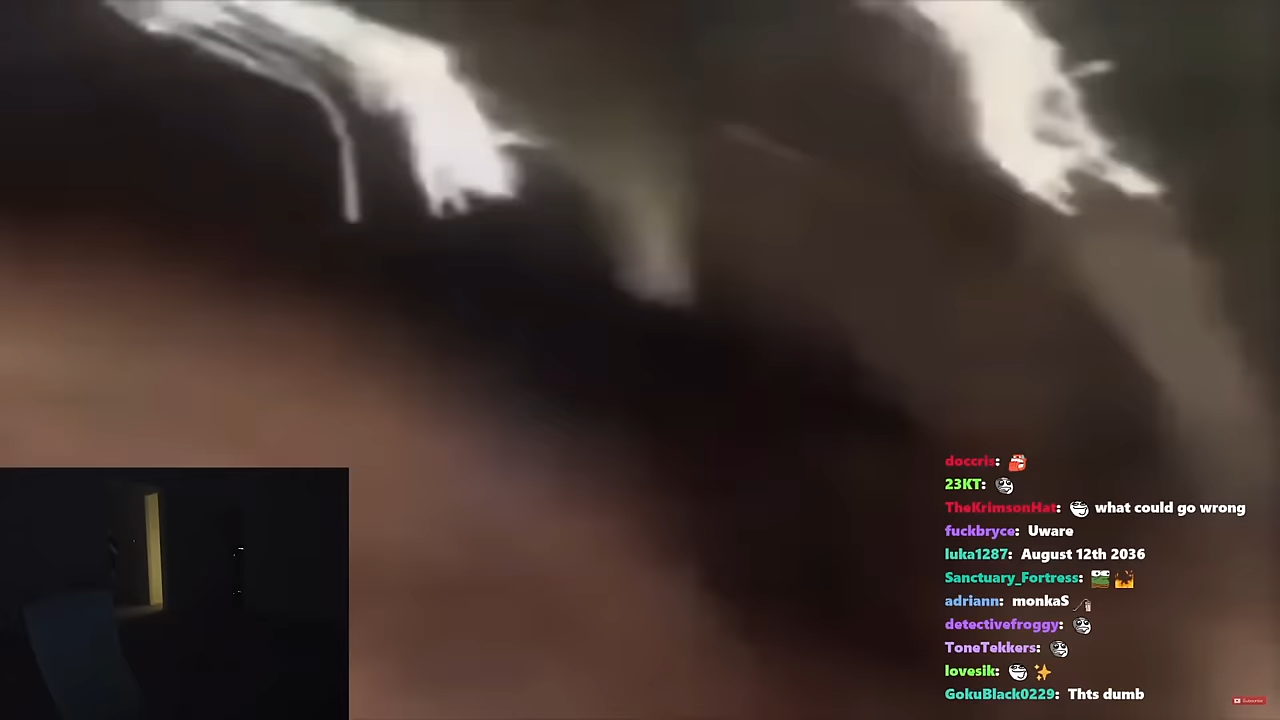 doccris:
23KT:
TheKrimsonHat: what could go wrong
fuckbryce: Uware
luka1287: August 12th 2036
Sanctuary_Fortress:
adriann: monkaS
detectivefroggy:
ToneTekkers:
lovesik:
GokuBlack0229: Thts dumb
Subscribe